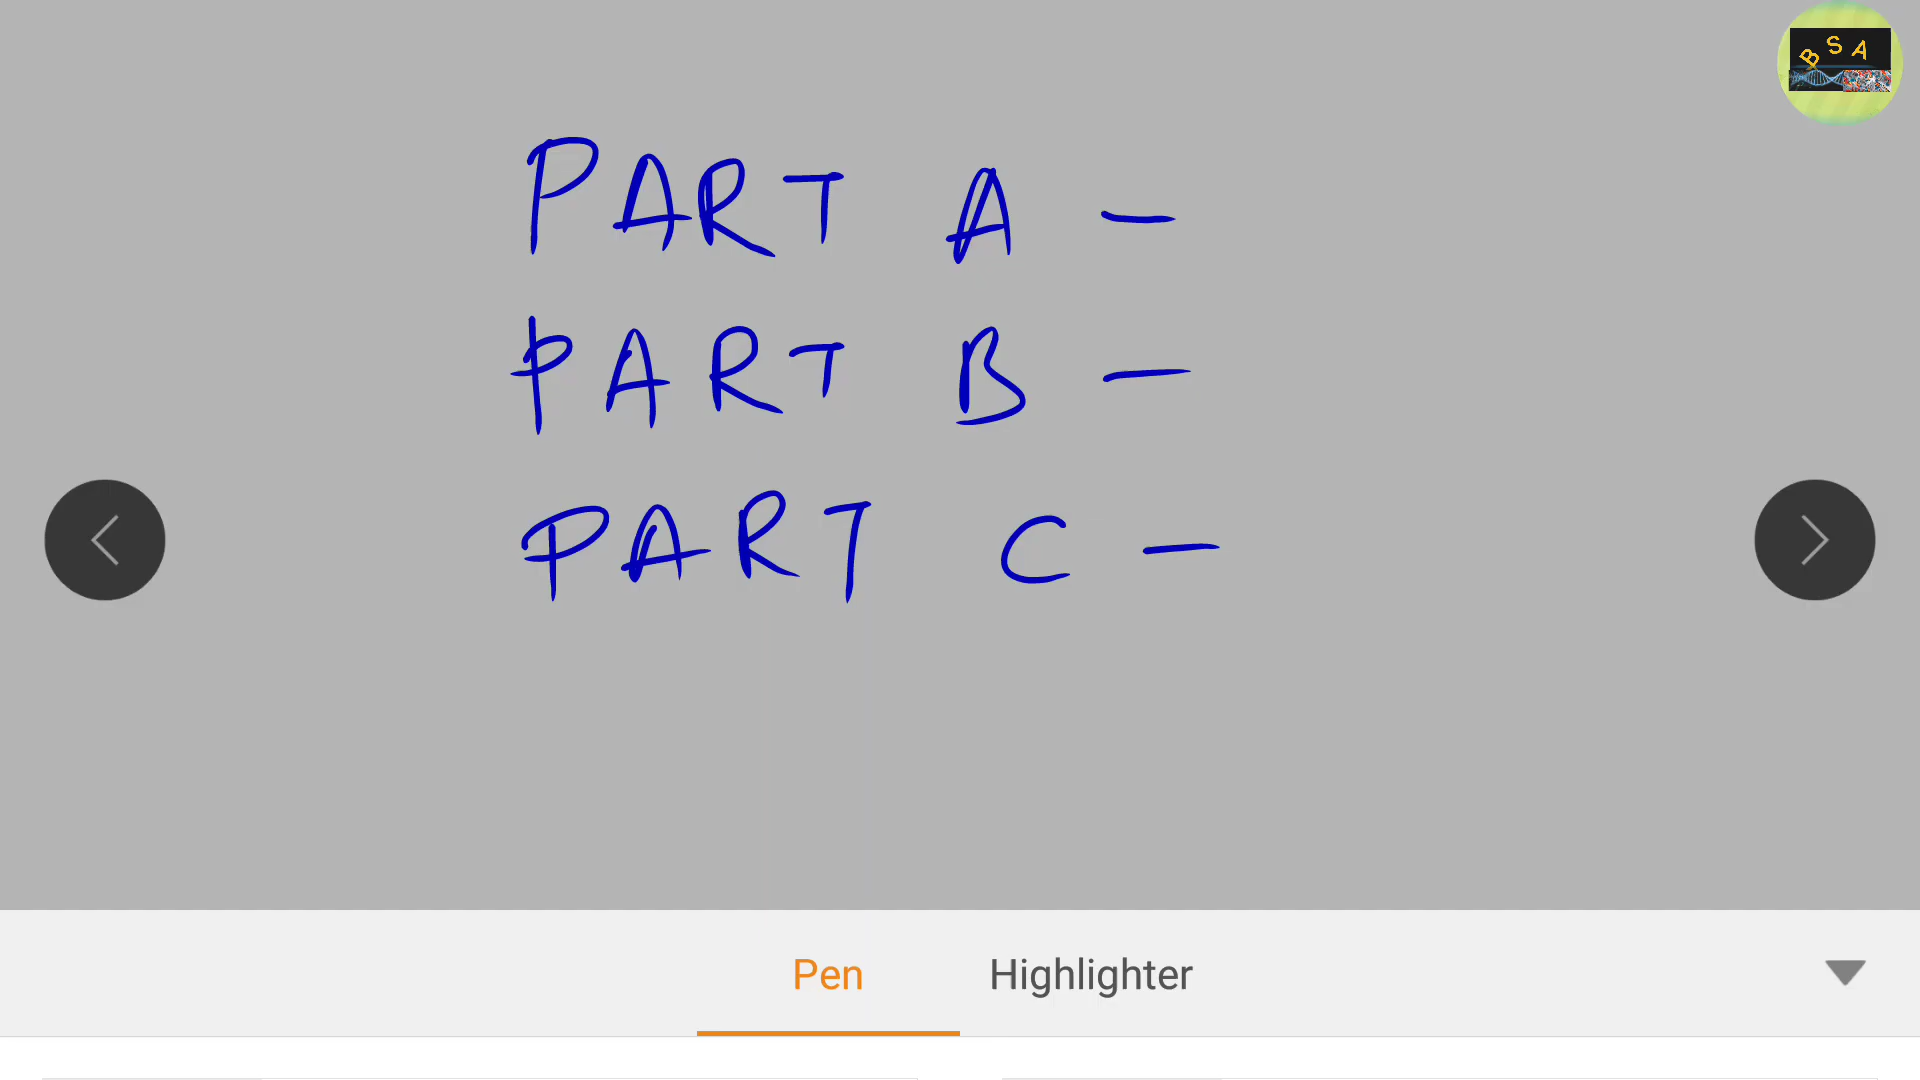 B S A
PART A -
PART B -
PART C -
Pen Highlighter